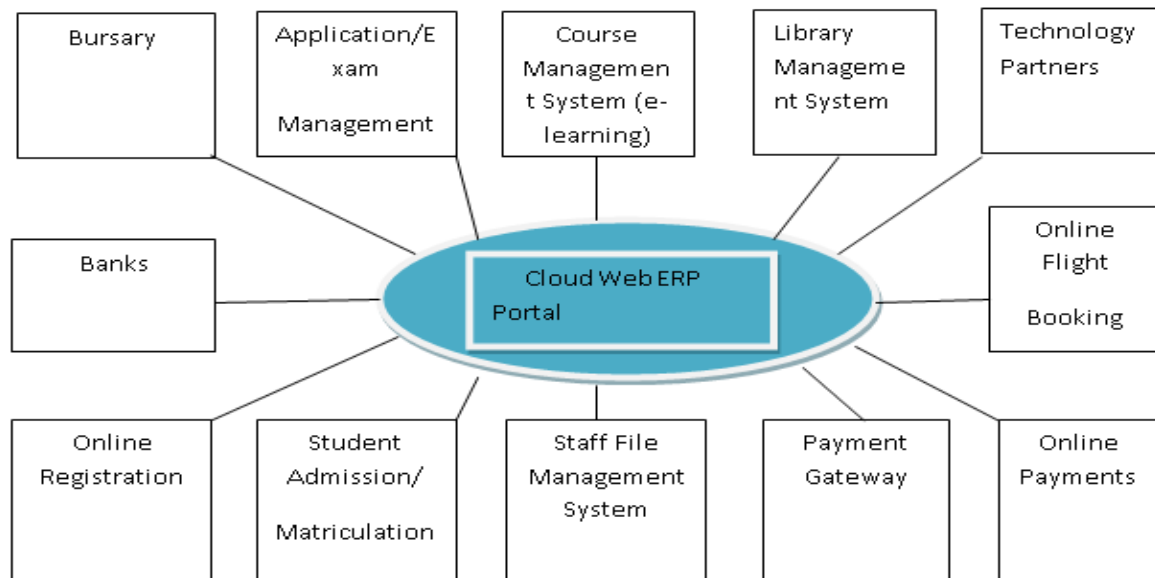 Bursary
Application/E
xam
Management
Course
Managemen
t System (e-
learning)
Library
Manageme
nt System
Technology
Partners
Banks
Cloud Web ERP
Portal
Online
Flight
Booking
Online
Registration
Student
Admission/
Matriculation
Staff File
Management
System
Payment
Gateway
Online
Payments